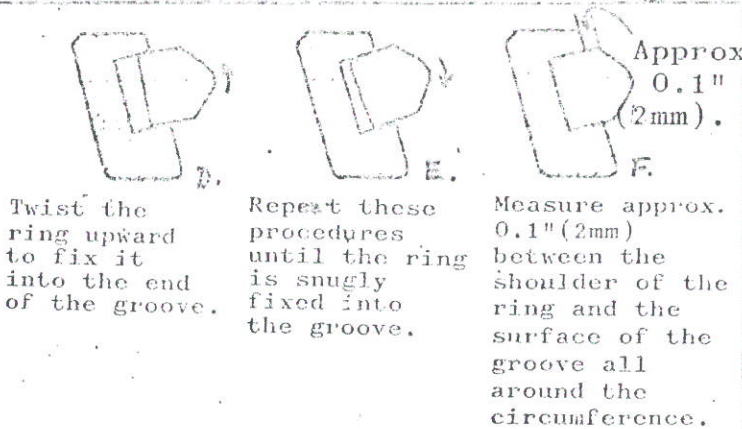 Approx
0.1"
(2mm).
D.
E.
F.
Twist the
ring upward
to fix it
into the end
of the groove.
Repeat these
procedures
until the ring
is snugly
fixed into
the groove.
Measure approx.
0.1"(2mm)
between the
shoulder of the
ring and the
surface of the
groove all
around the
circumference.